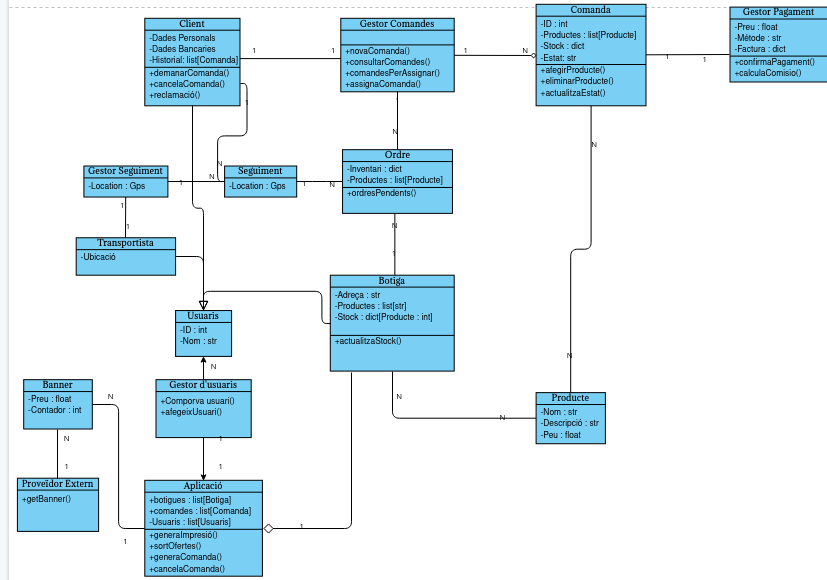 Client
-Dades Personals
-Dades Bancaries
-Historial: list[Comanda]
+demanarComanda()
+cancelaComanda()
+reclamació()
1
1
1
Gestor Comandes
+novaComanda()
+consultarComandes()
+comandesPerAssignar()
+assignaComanda()
1
N
N
Comanda
-ID : int
-Productes : list[Producte]
-Stock : dict
-Estat: str
+afegirProducte()
+eliminarProducte()
+actualitzaEstat()
1
1
N
N
Gestor Pagament
-Preu : float
-Métode : str
-Factura : dict
+confirmaPagament()
+calculaComisio()
Gestor Seguiment
-Location : Gps
1
N
N
1
1
Seguiment
-Location : Gps
1
N
Ordre
-Inventari : dict
-Productes : list[Producte]
+ordresPendents()
N
1
Transportista
-Ubicació
Botiga
-Adreça : str
-Productes : list[str]
-Stock : dict[Producte : int]
+actualitzaStock()
N
N
Usuaris
-ID : int
-Nom : str
N
Gestor d'usuaris
+Comporva usuari()
+afegeixUsuari()
1
1
Banner
-Preu : float
-Contador : int
N
N
1
Proveïdor Extern
+getBanner()
Producte
-Nom : str
-Descripció : str
-Peu : float
Aplicació
+botigues : list[Botiga]
+comandes : list[Comanda]
-Usuaris : list[Usuaris]
+generaImpresió()
+sortOfertes()
+generaComanda()
+cancelaComanda()
1
1